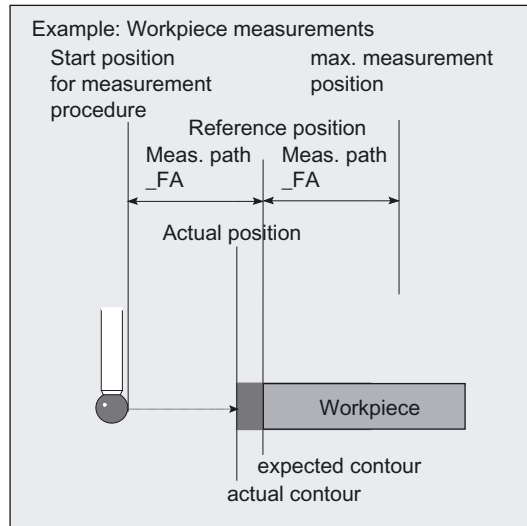 Example: Workpiece measurements
Start position
for measurement
procedure
max. measurement
position
Reference position
Meas. path
_FA
Meas. path
_FA
Actual position
Workpiece
expected contour
actual contour